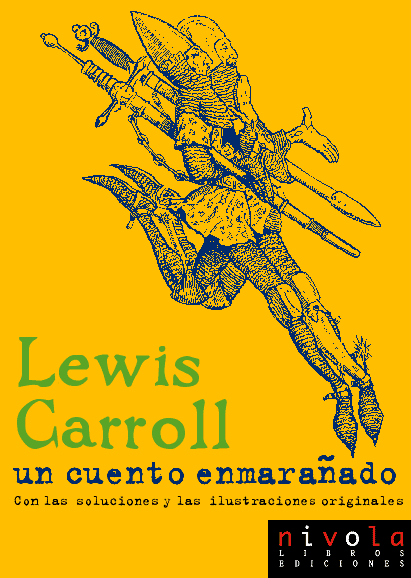 Lewis
Carroll
un cuento enmarañado
Con las soluciones y las ilustraciones originales
nivola
LIBROS
EDICIONES